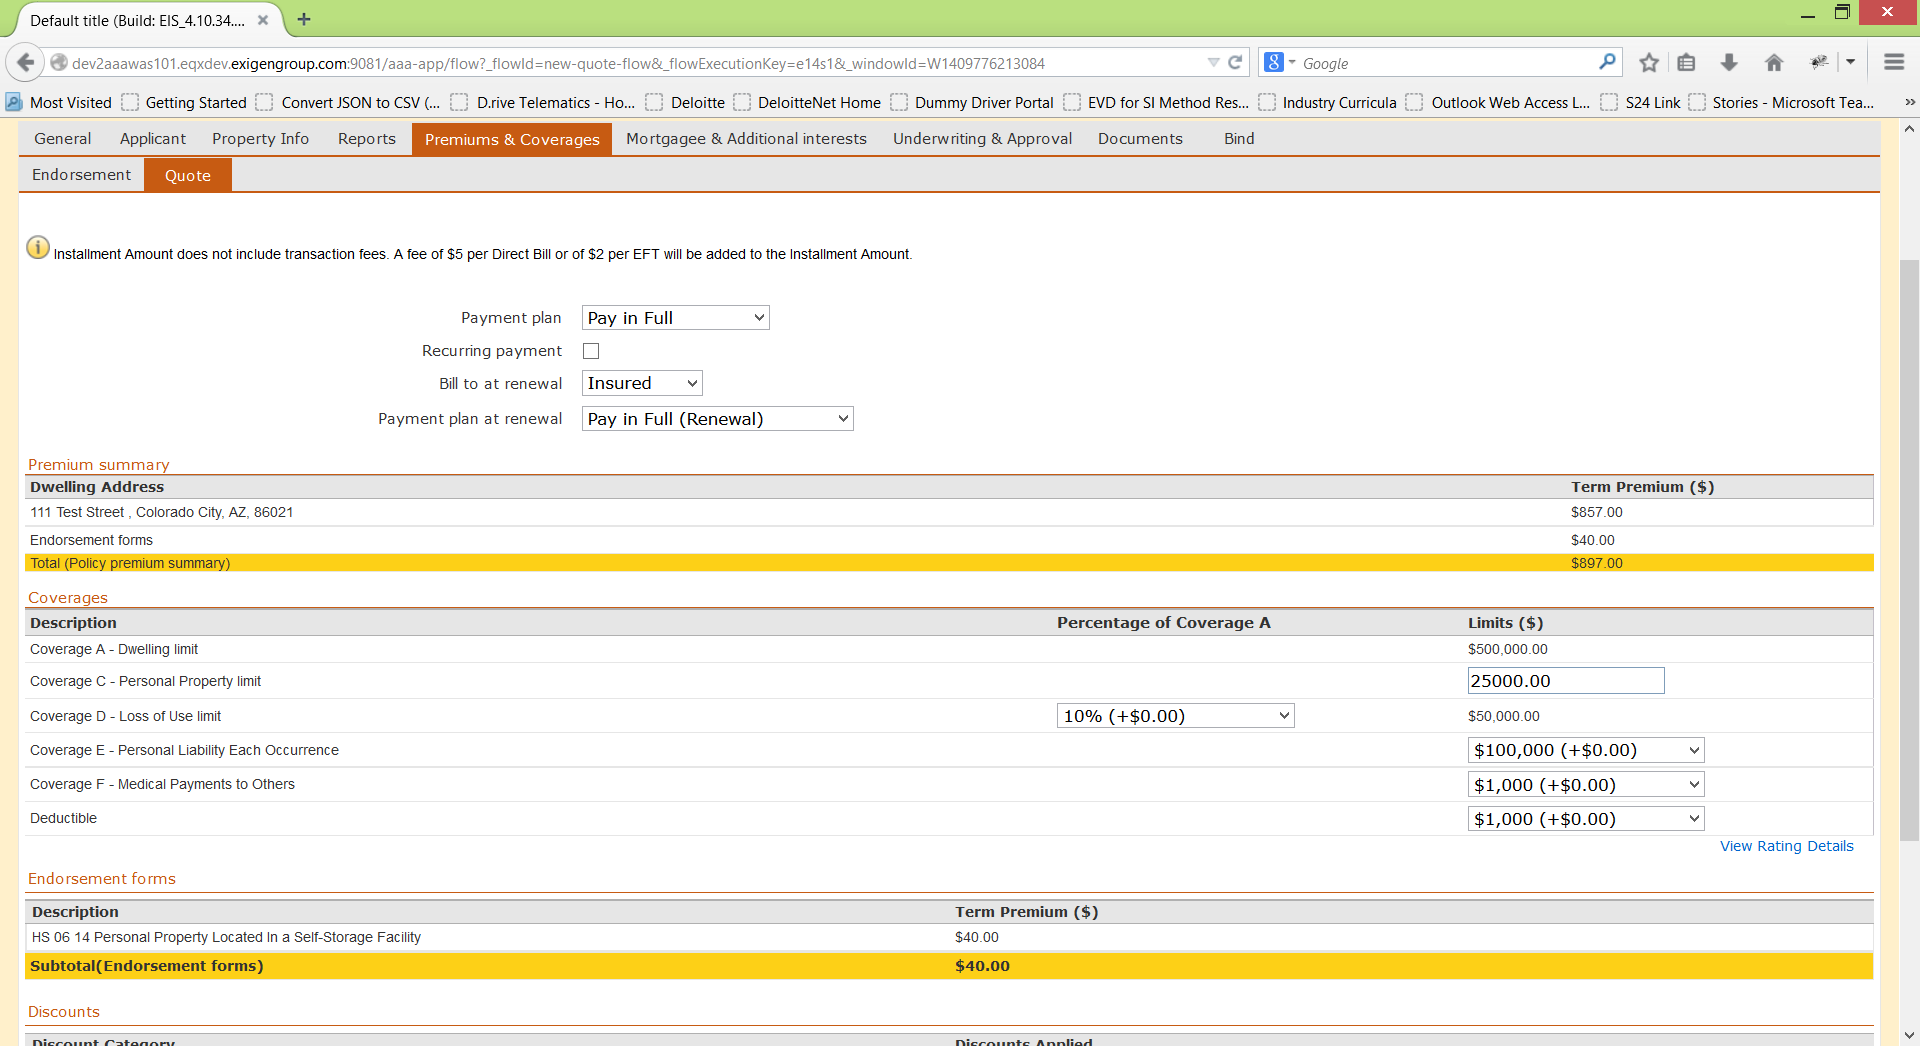 Default title (Build: EIS_4.10.34....
dev2aaawas101.eqxdev.exigengroup.com:9081/aaa-app/flow?_flowId=new-quote-flow&_flowExecutionKey=e14s1&_windowId=W1409776213084
8 Google
Most Visited Getting Started Convert JSON to CSV (... D.rive Telematics - Ho... Deloitte DeloitteNet Home Dummy Driver Portal EVD for SI Method Res... Industry Curricula Outlook Web Access L... S24 Link Stories - Microsoft Tea... »
General Applicant Property Info Reports Premiums & Coverages Mortgagee & Additional interests Underwriting & Approval Documents Bind
Endorsement Quote
Installment Amount does not include transaction fees. A fee of $5 per Direct Bill or of $2 per EFT will be added to the Installment Amount.
Payment plan Pay in Full
Recurring payment
Bill to at renewal Insured
Payment plan at renewal Pay in Full (Renewal)
Premium summary
Dwelling Address Term Premium ($)
111 Test Street , Colorado City, AZ, 86021 $857.00
Endorsement forms $40.00
Total (Policy premium summary) $897.00
Coverages
Description Percentage of Coverage A Limits ($)
Coverage A - Dwelling limit $500,000.00
Coverage C - Personal Property limit 25000.00
Coverage D - Loss of Use limit 10% (+$0.00) $50,000.00
Coverage E - Personal Liability Each Occurrence $100,000 (+$0.00)
Coverage F - Medical Payments to Others $1,000 (+$0.00)
Deductible $1,000 (+$0.00)
View Rating Details
Endorsement forms
Description Term Premium ($)
HS 06 14 Personal Property Located In a Self-Storage Facility $40.00
Subtotal(Endorsement forms) $40.00
Discounts
Discount Category Discounts Applied